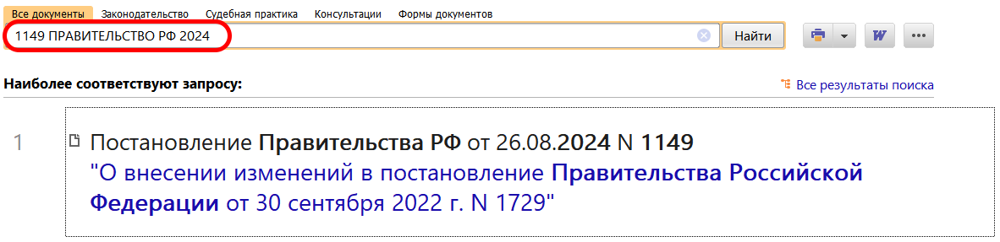 Все документы Законодательство Судебная практика Консультации Формы документов
1149 ПРАВИТЕЛЬСТВО РФ 2024 Найти W
Наиболее соответствуют запросу: Все результаты поиска
1 Постановление Правительства РФ от 26.08.2024 N 1149
"О внесении изменений в постановление Правительства Российской
Федерации от 30 сентября 2022 г. N 1729"